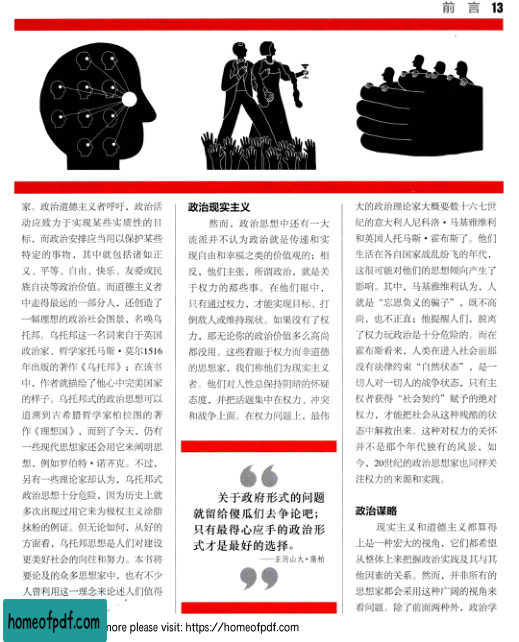 前 言 13
家。政治道德主义者呼吁，政治活
动应致力于实现某些实质性的目
标，而政治安排应当用以保护某些
特定的事物，其中就包括诸如正
义、平等、自由、快乐、友爱或民
族自决等政治价值。而道德主义者
中走得最远的一部分人，还创造了
一幅理想的政治社会图景，名唤乌
托邦。乌托邦这一名词来自于英国
政治家、哲学家托马斯·莫尔1516
年出版的著作《乌托邦》；在该书
中，作者就描绘了他心中完美国家
的样子。乌托邦式的政治思想可以
追溯到古希腊哲学家柏拉图的著
作《理想国》，而到了今天，仍有
一些现代思想家还会用它来阐明思
想，例如罗伯特·诺齐克。不过，
另有一些理论家却认为，乌托邦式
政治思想十分危险，因为历史上就
多次出现过用它来为极权主义涂脂
抹粉的例证。但无论如何，从好的
方面看，乌托邦思想是人们对建设
更美好社会的向往和努力。本书将
要论及的众多思想家中，也有不少
人曾利用这一理念来论述人们值得
政治现实主义
然而，政治思想中还有一大
流派并不认为政治就是传递和实
现自由和幸福之类的价值观的；相
反，他们主张，所谓政治，就是关
于权力的那些事。在他们眼中，
只有通过权力，才能实现目标、打
倒敌人或维持现状。如果没有了权
力，那无论你的政治价值多么高尚
都没用。这些着眼于权力而非道德
的思想家，我们称他们为现实主义
者。他们对人性总保持阴暗的怀疑
态度，并把话题集中在权力、冲突
和战争上面。在权力问题上，最伟
关于政府形式的问题
就留给傻瓜们去争论吧；
只有最得心应手的政治形
式才是最好的选择。
——亚历山大·蒲柏
大的政治理论家大概要数十六七世
纪的意大利人尼科洛·马基雅维利
和英国人托马斯·霍布斯了。他们
生活在各自国家战乱纷飞的年代，
这很可能对他们的思想倾向产生了
影响。其中，马基雅维利认为，人
就是“忘恩负义的骗子”，既不高
尚，也不正直；他提醒人们，脱离
了权力玩政治是十分危险的。而在
霍布斯看来，人类在进入社会前那
没有法律约束“自然状态”，是一
切人对一切人的战争状态，只有主
权者获得“社会契约”赋予的绝对
权力，才能把社会从这种残酷的状
态中解救出来。这种对权力的关怀
并不是那个年代独有的风景，如
今，20世纪的政治思想家也同样关
注权力的来源和实践。
政治谋略
现实主义和道德主义都算得
上是一种宏大的视角，它们都希望
从整体上来把握政治实践及其与其
他因素的关系。然而，并非所有的
思想家都会采用这种广阔的视角来
看问题。除了前面两种外，政治学
homeofpdf.com
more please visit: https://homeofpdf.com